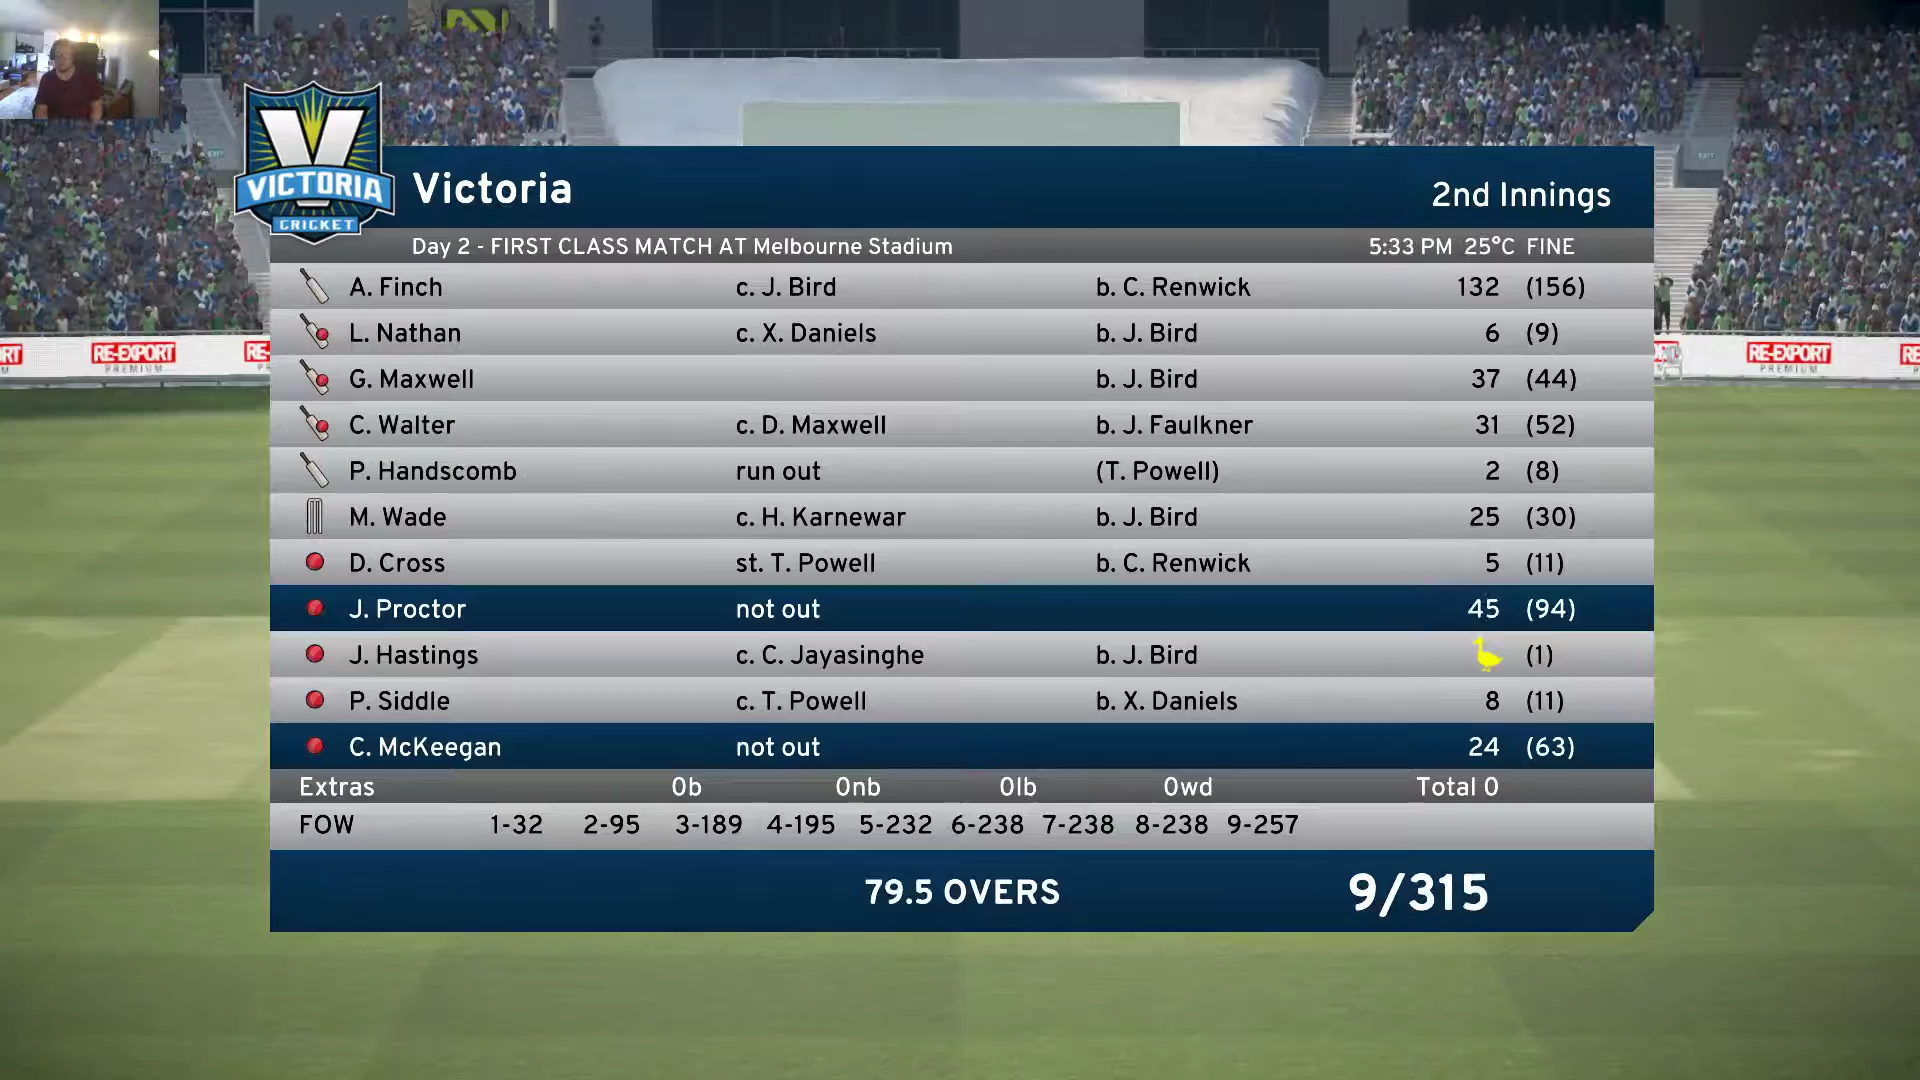 VICTORIA
CRICKET
Victoria
2nd Innings
Day 2 - FIRST CLASS MATCH AT Melbourne Stadium 5:33 PM 25°C FINE
A. Finch c. J. Bird b. C. Renwick 132 (156)
L. Nathan c. X. Daniels b. J. Bird 6 (9)
G. Maxwell b. J. Bird 37 (44)
C. Walter c. D. Maxwell b. J. Faulkner 31 (52)
P. Handscomb run out (T. Powell) 2 (8)
M. Wade c. H. Karnewar b. J. Bird 25 (30)
D. Cross st. T. Powell b. C. Renwick 5 (11)
J. Proctor not out 45 (94)
J. Hastings c. C. Jayasinghe b. J. Bird (1)
P. Siddle c. T. Powell b. X. Daniels 8 (11)
C. McKeegan not out 24 (63)
Extras 0b 0nb 0lb 0wd Total 0
FOW 1-32 2-95 3-189 4-195 5-232 6-238 7-238 8-238 9-257
79.5 OVERS 9/315
RE-EXPORT
PREMIUM
RE-EXPORT
PREMIUM